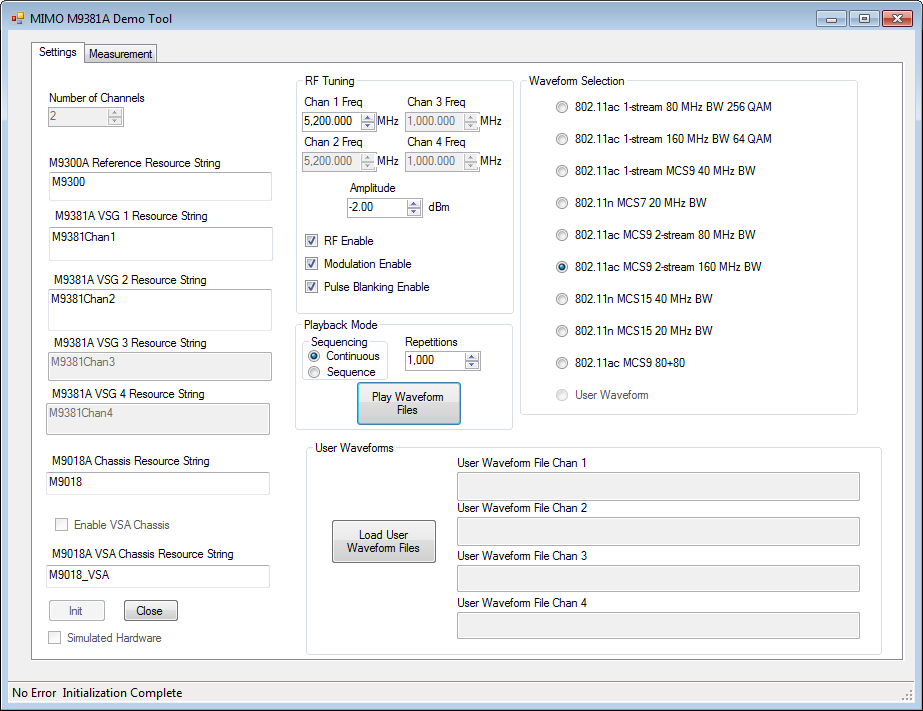 MIMO M9381A Demo Tool
Settings
Measurement
Number of Channels
2
M9300A Reference Resource String
M9300
M9381A VSG 1 Resource String
M9381Chan1
M9381A VSG 2 Resource String
M9381Chan2
M9381A VSG 3 Resource String
M9381Chan3
M9381A VSG 4 Resource String
M9381Chan4
M9018A Chassis Resource String
M9018
Enable VSA Chassis
M9018A VSA Chassis Resource String
M9018_VSA
Init
Close
Simulated Hardware
RF Tuning
Chan 1 Freq
Chan 3 Freq
5,200.000 MHz
1,000.000 MHz
Chan 2 Freq
Chan 4 Freq
5,200.000 MHz
1,000.000 MHz
Amplitude
-2.00 dBm
RF Enable
Modulation Enable
Pulse Blanking Enable
Playback Mode
Sequencing
Continuous
Sequence
Repetitions
1,000
Play Waveform
Files
Waveform Selection
802.11ac 1-stream 80 MHz BW 256 QAM
802.11ac 1-stream 160 MHz BW 64 QAM
802.11ac 1-stream MCS9 40 MHz BW
802.11n MCS7 20 MHz BW
802.11ac MCS9 2-stream 80 MHz BW
802.11ac MCS9 2-stream 160 MHz BW
802.11n MCS15 40 MHz BW
802.11n MCS15 20 MHz BW
802.11ac MCS9 80+80
User Waveform
User Waveforms
Load User
Waveform Files
User Waveform File Chan 1
User Waveform File Chan 2
User Waveform File Chan 3
User Waveform File Chan 4
No Error Initialization Complete